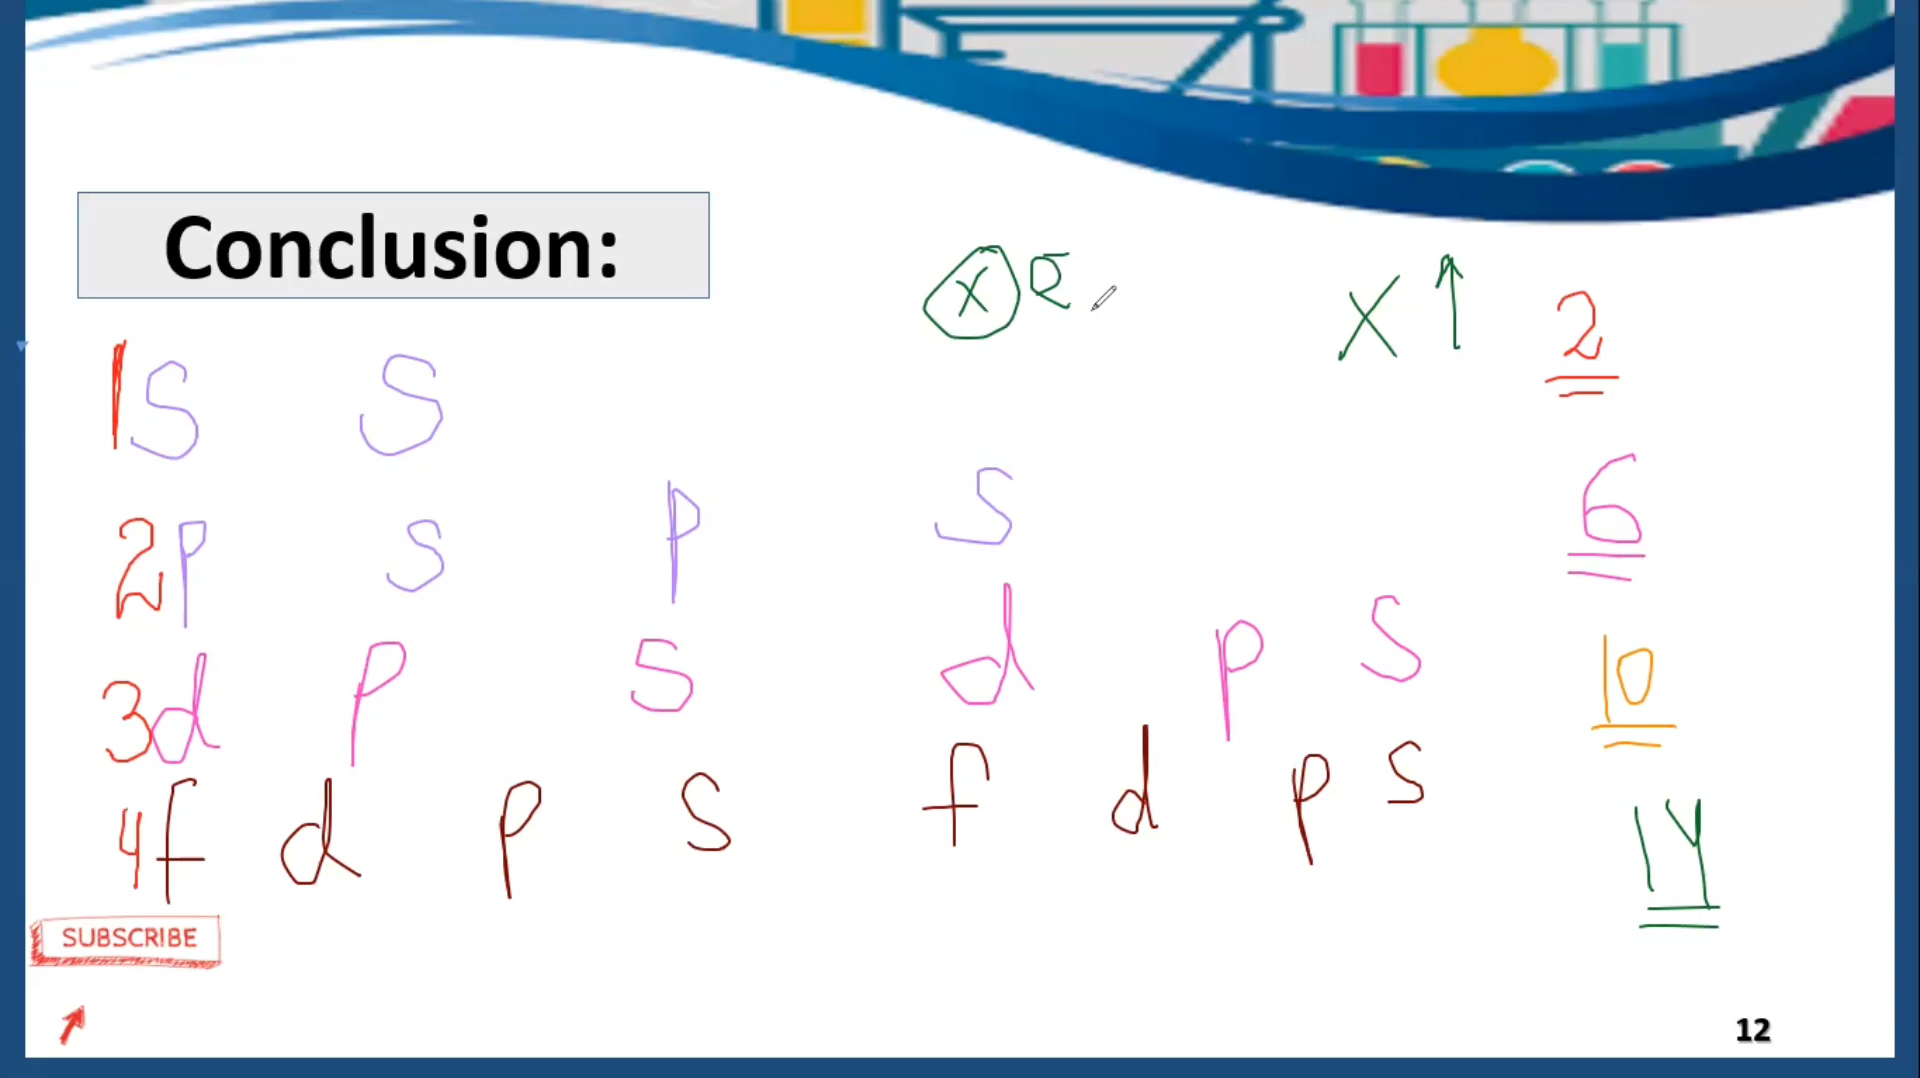 Conclusion:
X ē X ↑ 2
1S S
6
2P S P S
3d P S d P S 10
4f d p s f d p s 14
SUBSCRIBE
12